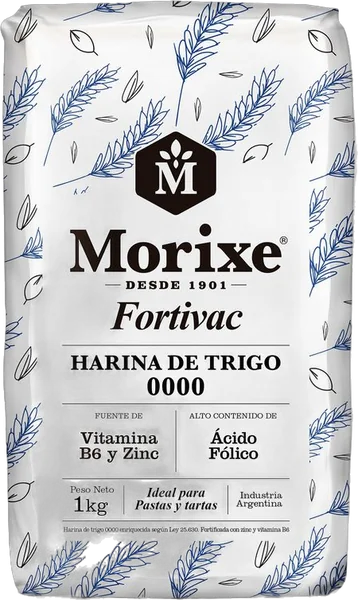 M
Morixe®
DESDE 1901
Fortivac
HARINA DE TRIGO
0000
FUENTE DE
Vitamina
B6 y Zinc
ALTO CONTENIDO DE
Ácido
Fólico
Peso Neto
1kg
Ideal para
Pastas y tartas
Industria
Argentina
Harina de trigo 0000 enriquecida según Ley 25.630. Fortificada con zinc y vitamina B6